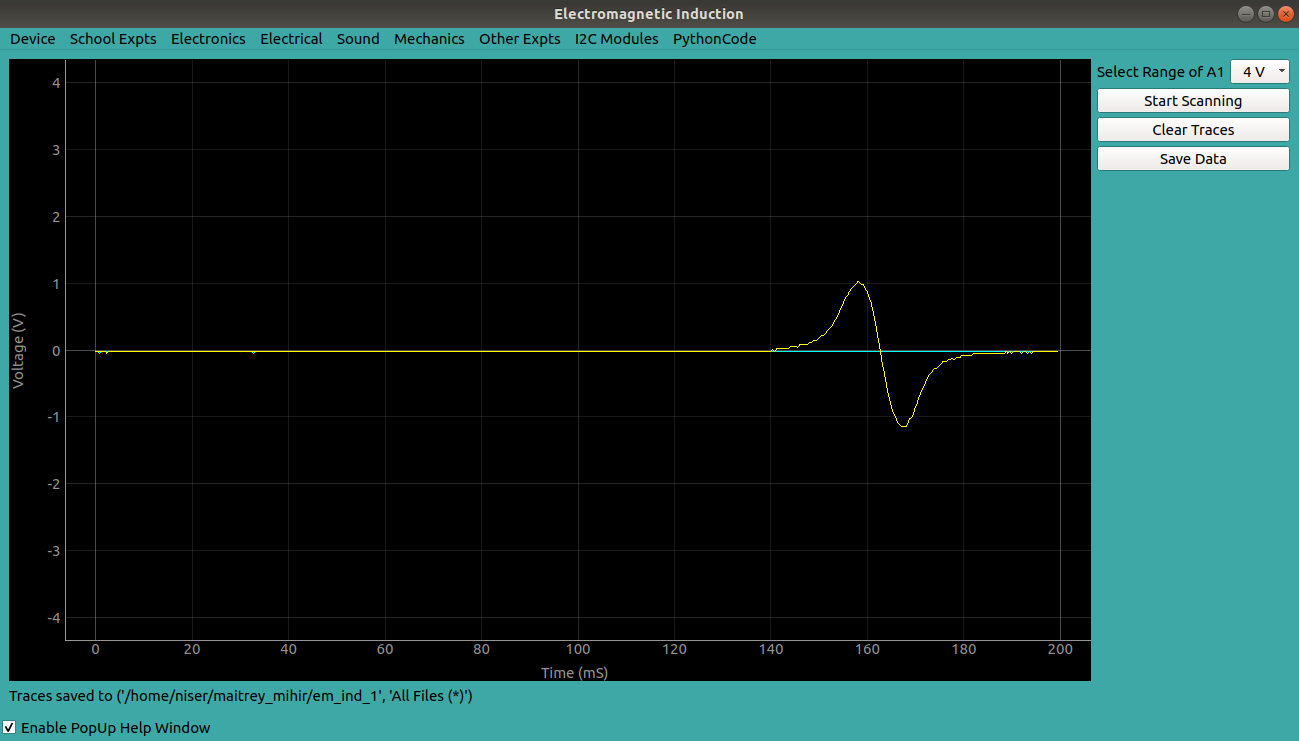 Electromagnetic Induction
Device School Expts Electronics Electrical Sound Mechanics Other Expts I2C Modules PythonCode
Select Range of A1 4 V
Start Scanning
Clear Traces
Save Data
4
3
2
1
0
-1
-2
-3
-4
Voltage (V)
0 20 40 60 80 100 120 140 160 180 200
Time (mS)
Traces saved to ('/home/niser/maitrey_mihir/em_ind_1', 'All Files (*)')
Enable PopUp Help Window